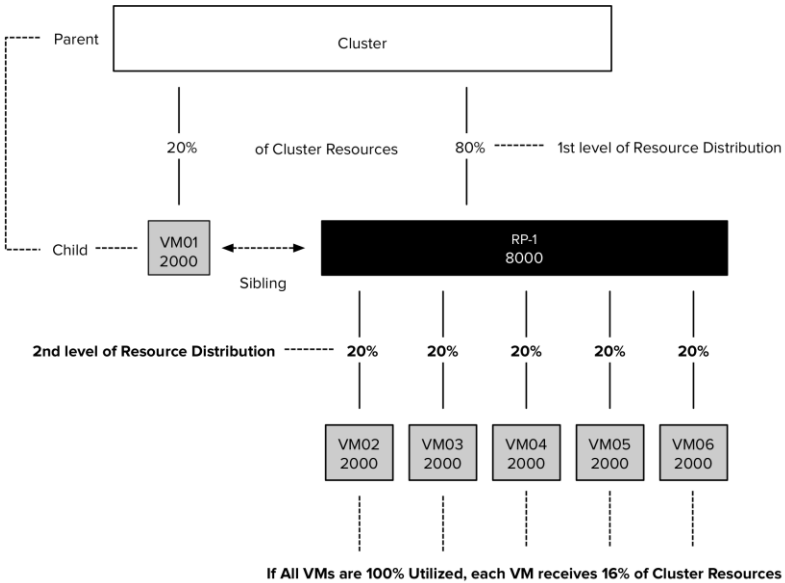 Parent
Cluster
20%
of Cluster Resources
80%
1st level of Resource Distribution
Child
VM01
2000
Sibling
RP-1
8000
2nd level of Resource Distribution
20%
20%
20%
20%
20%
VM02
2000
VM03
2000
VM04
2000
VM05
2000
VM06
2000
If All VMs are 100% Utilized, each VM receives 16% of Cluster Resources